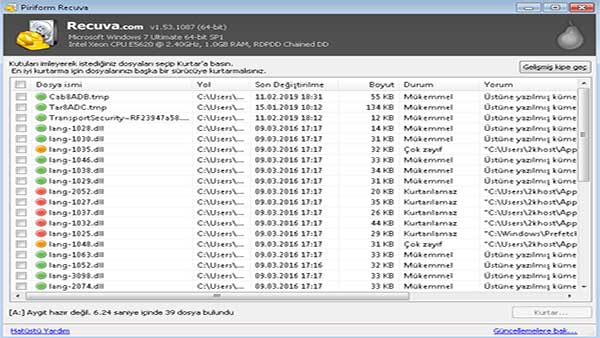 Piriform Recuva
Recuva.com v1.53.1087 (64-bit)
Microsoft Windows 7 Ultimate 64-bit SP1
Intel Xeon CPU E5620 @ 2.40GHz, 1.0GB RAM, RDPDD Chained DD
Kutuları imleyerek istediğiniz dosyaları seçip Kurtar'a basın.
En iyi kurtarma için dosyalarınızı başka bir sürücüye kurtarmalısınız.
Gelişmiş kipe geç
Dosya ismi Yol Son Değiştirilme Boyut Durum Yorum
Cab8ADB.tmp C:\Users\... 11.02.2019 18:31 55 KB Mükemmel Üstüne yazılmış küme
Tar8ADC.tmp C:\Users\... 15.01.2019 18:12 134 KB Mükemmel Üstüne yazılmış küme
TransportSecurity~RF23947a58.... C:\Users\... 11.02.2019 18:12 12 KB Mükemmel Üstüne yazılmış küme
lang-1028.dll C:\Users\... 09.03.2016 17:17 14 KB Mükemmel Üstüne yazılmış küme
lang-1030.dll C:\Users\... 09.03.2016 17:17 31 KB Mükemmel Üstüne yazılmış küme
lang-1035.dll C:\Users\... 09.03.2016 17:17 32 KB Çok zayıf "C:\Users\2khost\App
lang-1046.dll C:\Users\... 09.03.2016 17:17 33 KB Mükemmel Üstüne yazılmış küme
lang-1038.dll C:\Users\... 09.03.2016 17:17 34 KB Mükemmel Üstüne yazılmış küme
lang-1029.dll C:\Users\... 09.03.2016 17:17 31 KB Mükemmel Üstüne yazılmış küme
lang-2052.dll C:\Users\... 09.03.2016 17:17 20 KB Kurtarılamaz "C:\Users\2khost\App
lang-1027.dll C:\Users\... 09.03.2016 17:17 35 KB Kurtarılamaz "C:\Users\2khost\App
lang-1037.dll C:\Users\... 09.03.2016 17:17 26 KB Kurtarılamaz "C:\Users\2khost\App
lang-1032.dll C:\Users\... 09.03.2016 17:17 44 KB Kurtarılamaz "C:\Users\2khost\App
lang-1025.dll C:\Users\... 09.03.2016 17:17 29 KB Kurtarılamaz "C:\Windows\Prefetch
lang-1048.dll C:\Users\... 09.03.2016 17:17 31 KB Çok zayıf "C:\Users\2khost\App
lang-1063.dll C:\Users\... 09.03.2016 17:17 33 KB Mükemmel Üstüne yazılmış küme
lang-1052.dll C:\Users\... 09.03.2016 17:16 32 KB Mükemmel Üstüne yazılmış küme
lang-3098.dll C:\Users\... 09.03.2016 17:17 33 KB Mükemmel Üstüne yazılmış küme
lang-2074.dll C:\Users\... 09.03.2016 17:17 31 KB Mükemmel Üstüne yazılmış küme
[A:] Aygıt hazır değil. 6.24 saniye içinde 39 dosya bulundu
Kurtar...
Hatüstü Yardım
Güncellemelere bak...